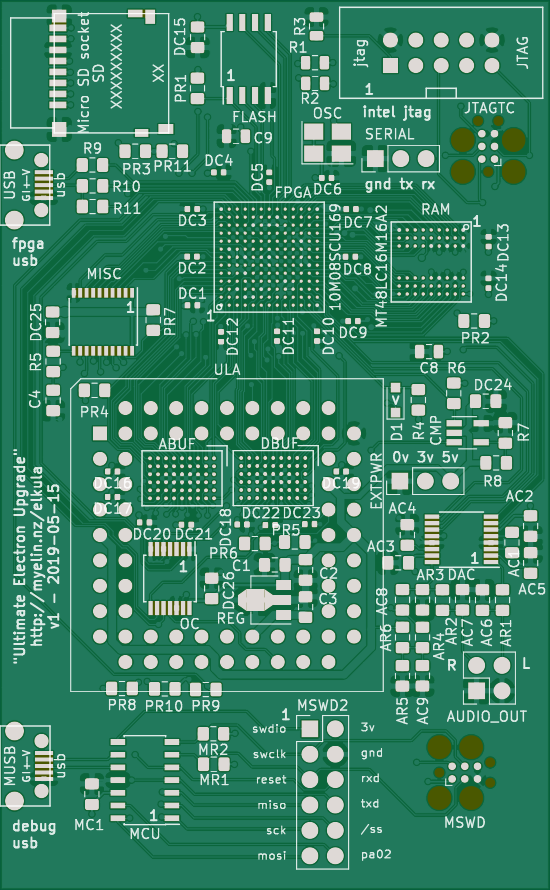 Micro SD socket
SD
XXXXXXXXX
XX
DC15
PR1
1
FLASH
R3
R1
R2
jtag
JTAG
1
intel jtag
JTAGTC
OSC
SERIAL
gnd tx rx
C9
PR3
PR11
DC4
DC5
DC6
USB
GI+-V
usb
R9
R10
R11
fpga
usb
FPGA
10M08SCU169
1
DC3
DC2
DC1
DC7
DC8
DC9
DC12
DC11
DC10
RAM
MT48LC16M16A2
1
DC13
DC14
PR2
MISC
1
DC25
R5
C4
PR7
PR4
ULA
C8
R6
DC24
V
D1
R4
CMP
R7
R8
EXTPWR
0v 3v 5v
ABUF
DBUF
DC16
DC17
DC19
DC18
DC20
DC21
DC22
DC23
PR5
PR6
C1
C2
C3
1
OC
DC26
REG
"Ultimate Electron Upgrade"
http://myelin.nz/elkula
v1 - 2019-05-15
AC4
AC3
AC2
AC1
AC5
1
AR3
DAC
AC8
AR6
AR4
AR2
AC7
AC6
AR1
AR5
AC9
R
L
AUDIO_OUT
PR8
PR10
PR9
MUSB
GI+-V
usb
debug
usb
MC1
1
MCU
MR2
MR1
MSWD2
1
swdio
3v
swclk
gnd
reset
rxd
miso
txd
sck
/ss
mosi
pa02
MSWD